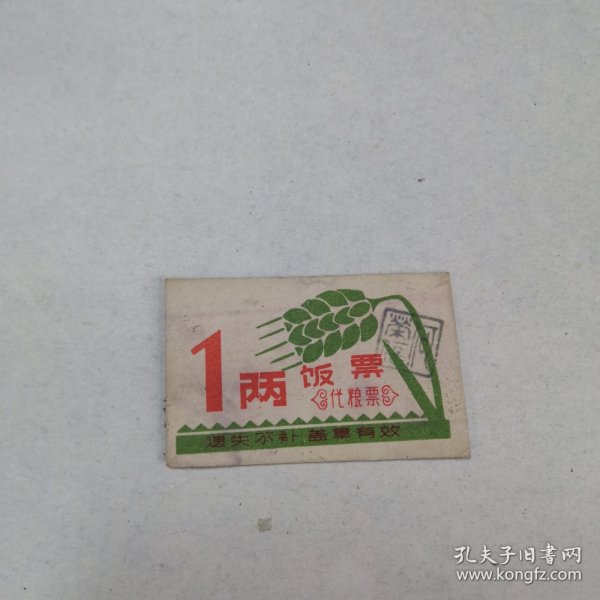 1两饭票
代粮票
遗失不补 盖章有效
孔夫子旧书网
www.kongfz.com